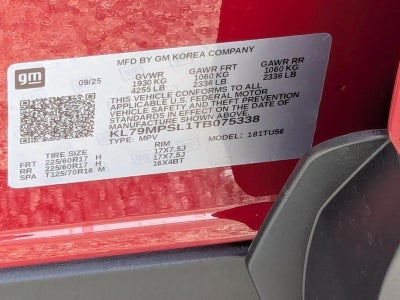 gm
MFD BY GM KOREA COMPANY
09/25 GVWR GAWR FRT GAWR RR
1930 KG 1060 KG 1060 KG
4255 LB 2336 LB 2336 LB
THIS VEHICLE CONFORMS TO ALL
APPLICABLE U.S. FEDERAL MOTOR
VEHICLE SAFETY AND THEFT PREVENTION
STANDARDS IN EFFECT ON THE DATE OF
MANUFACTURE SHOWN ABOVE.
KL79MPSL1TB075338
TYPE: MPV MODEL: 181TU56
TIRE SIZE RIM
FRT 225/60R17 H 17X7.5J
RR 225/60R17 H 17X7.5J
SPA T125/70R16 M 16X4BT